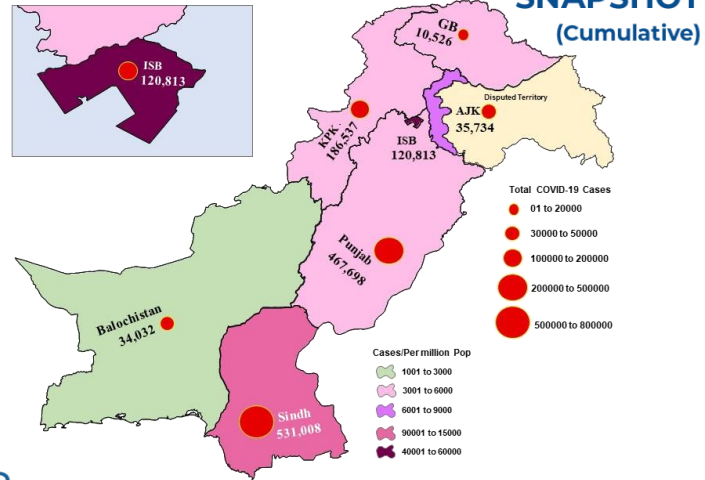 SNAPSHOT
(Cumulative)
ISB
120,813
GB
10,526
Disputed Territory
AJK
35,734
KPK
186,537
ISB
120,813
Punjab
467,698
Balochistan
34,032
Sindh
531,008
Total COVID-19 Cases
01 to 20000
30000 to 50000
100000 to 200000
200000 to 500000
500000 to 800000
Cases/Permillion Pop
1001 to 3000
3001 to 6000
6001 to 9000
90001 to 15000
40001 to 60000